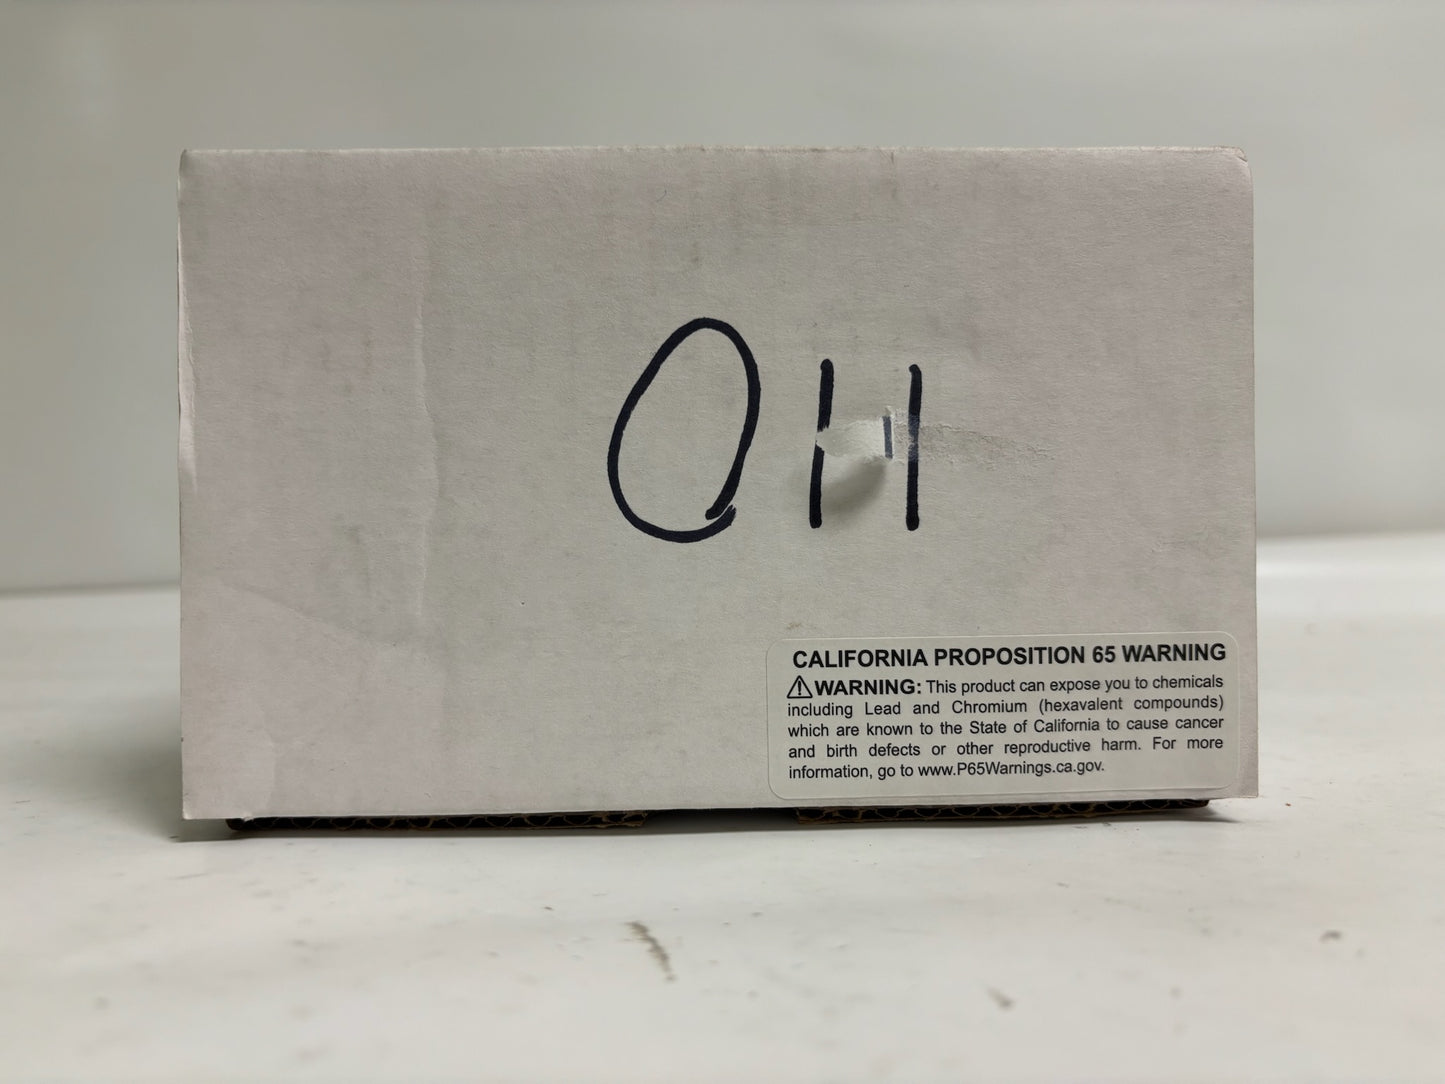 CALIFORNIA PROPOSITION 65 WARNING
⚠WARNING: This product can expose you to chemicals
including Lead and Chromium (hexavalent compounds)
which are known to the State of California to cause cancer
and birth defects or other reproductive harm. For more
information, go to www.P65Warnings.ca.gov.